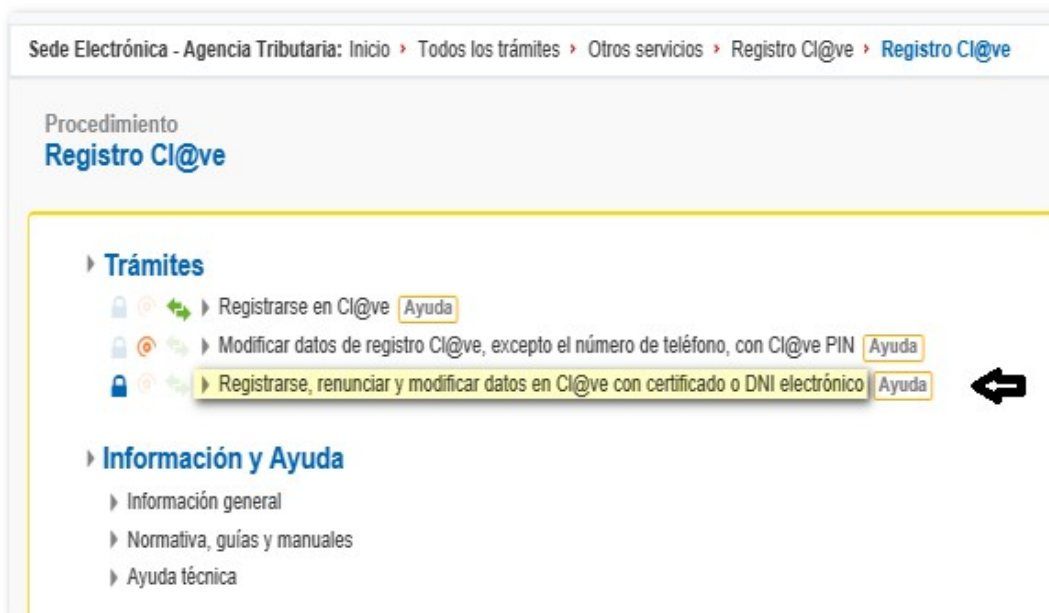 Sede Electrónica - Agencia Tributaria: Inicio › Todos los trámites › Otros servicios › Registro Cl@ve › Registro Cl@ve
Procedimiento
Registro Cl@ve
Trámites
Registrarse en Cl@ve Ayuda
Modificar datos de registro Cl@ve, excepto el número de teléfono, con Cl@ve PIN Ayuda
Registrarse, renunciar y modificar datos en Cl@ve con certificado o DNI electrónico Ayuda
Información y Ayuda
Información general
Normativa, guías y manuales
Ayuda técnica